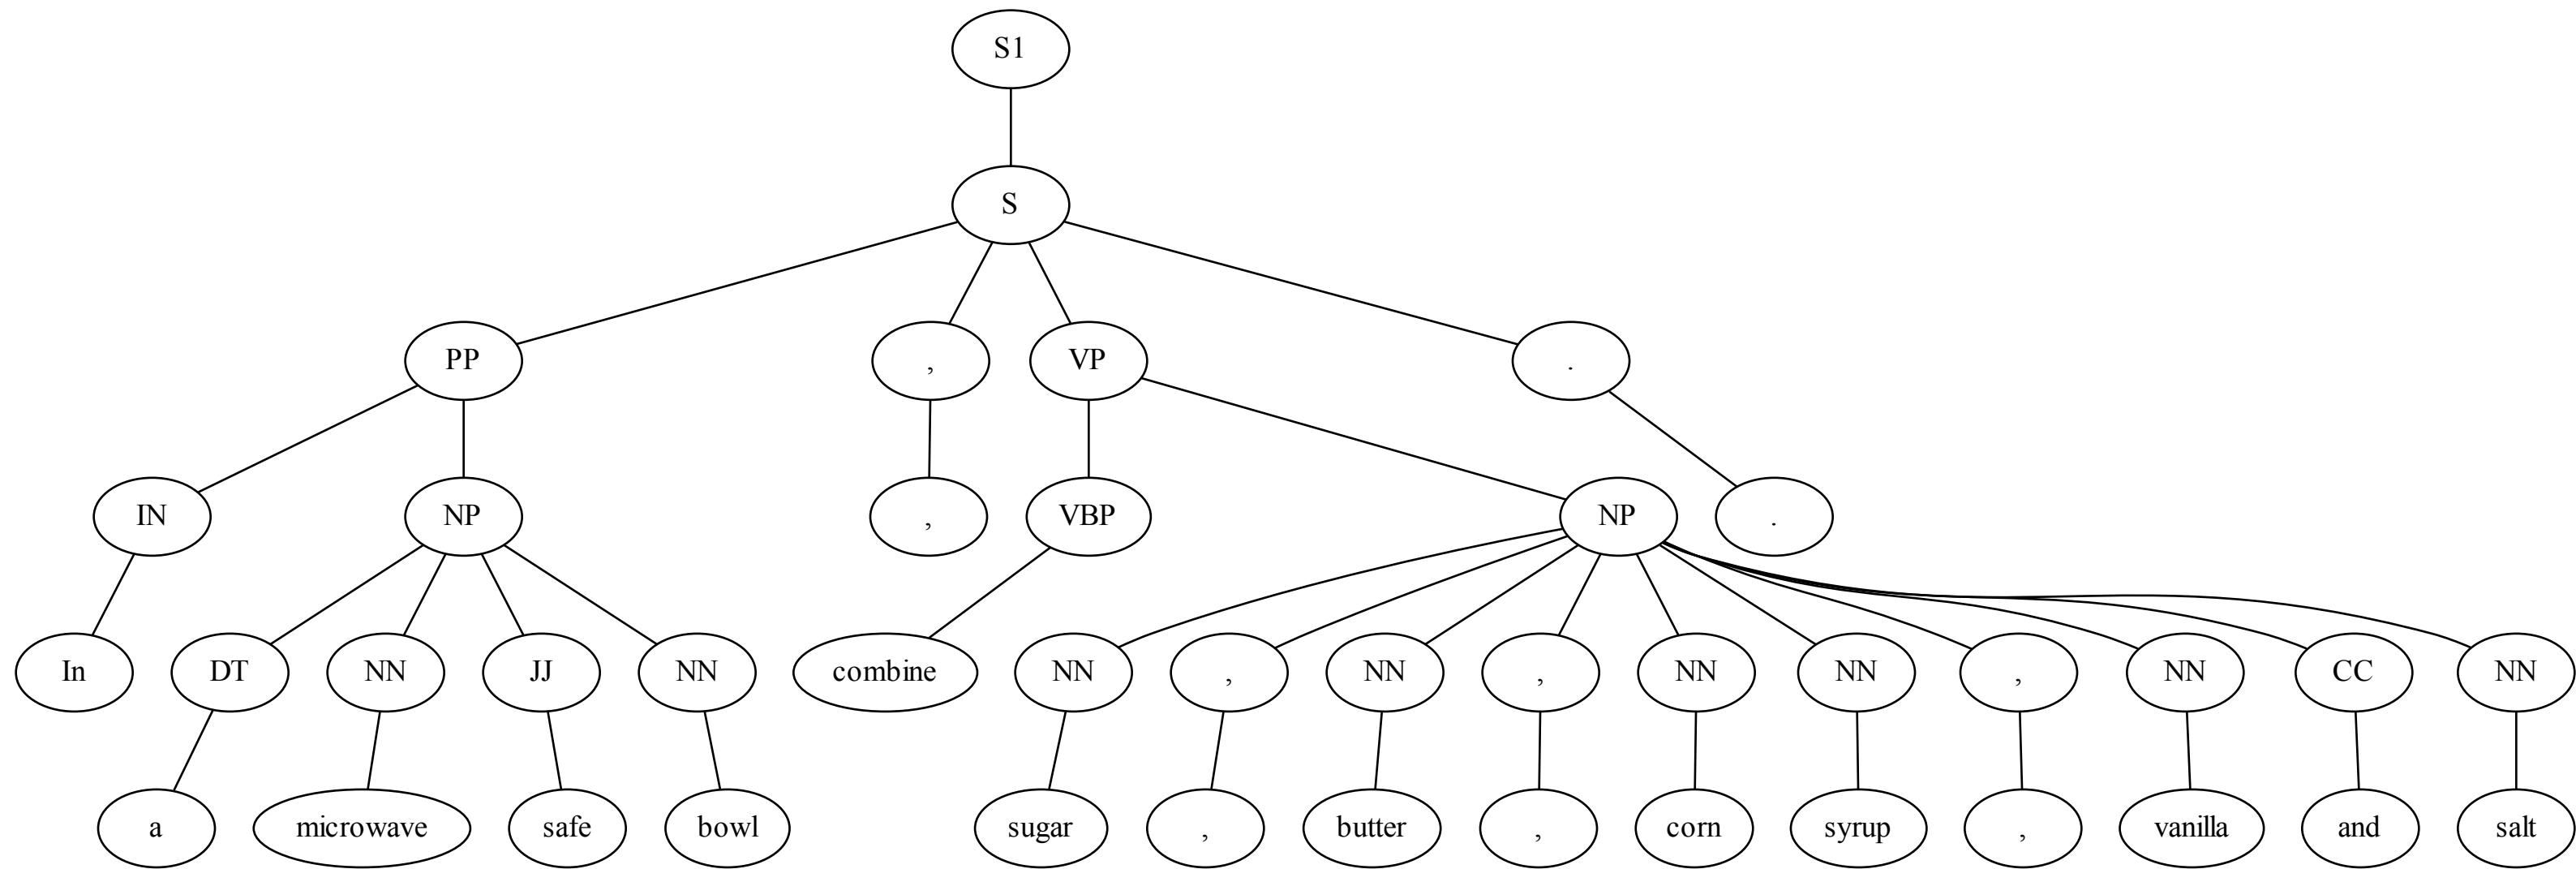 S1
S
PP , VP .
IN NP , VBP NP .
In DT NN JJ NN combine NN , NN , NN NN , NN CC NN
a microwave safe bowl sugar , butter , corn syrup , vanilla and salt